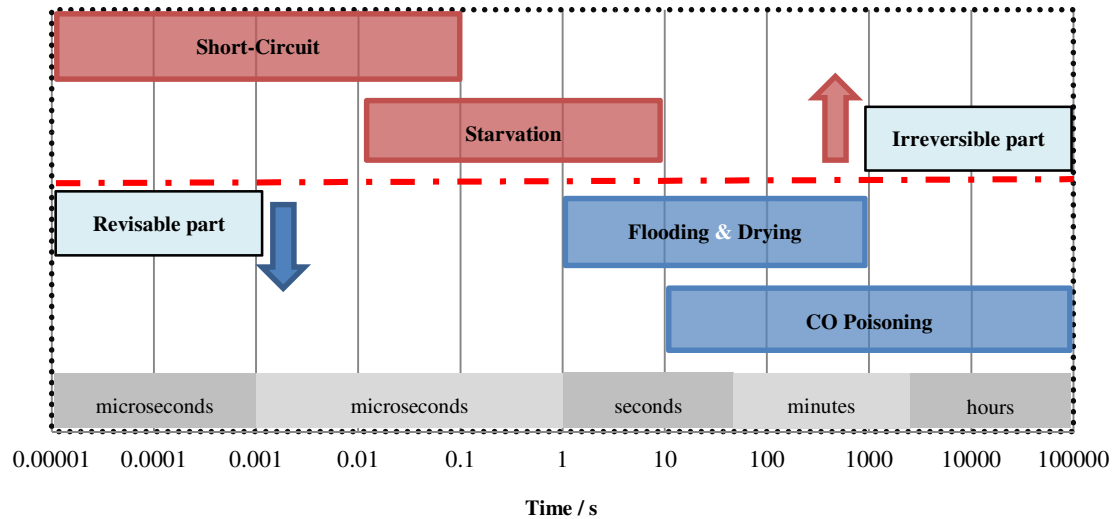 Short-Circuit
Starvation
Irreversible part
Revisable part
Flooding & Drying
CO Poisoning
microseconds microseconds seconds minutes hours
0.00001 0.0001 0.001 0.01 0.1 1 10 100 1000 10000 100000
Time / s